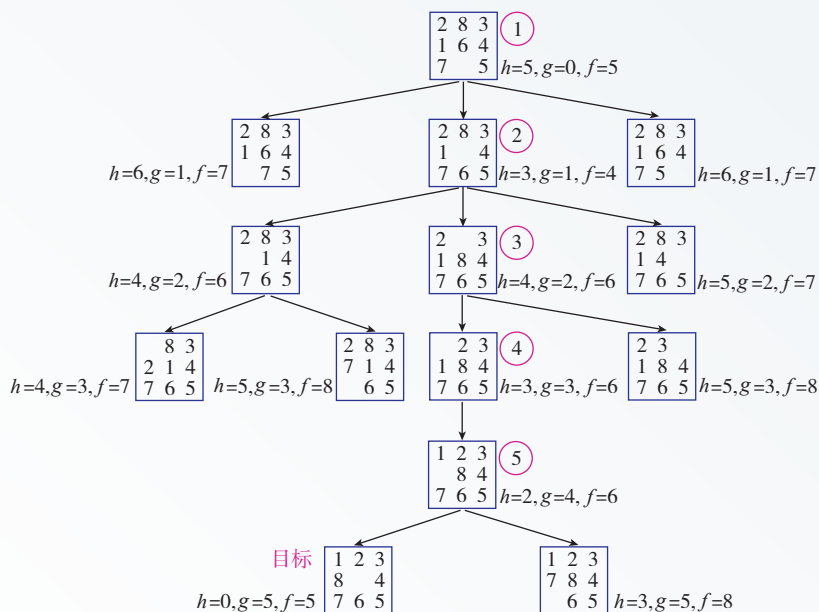 2 8 3
1 6 4
7 5
①
h=5,g=0,f=5
2 8 3
1 6 4
7 5
h=6,g=1,f=7
2 8 3
1 4
7 6 5
②
h=3,g=1,f=4
2 8 3
1 6 4
7 5
h=6,g=1,f=7
2 8 3
1 4
7 6 5
h=4,g=2,f=6
2 3
1 8 4
7 6 5
③
h=4,g=2,f=6
2 8 3
1 4
7 6 5
h=5,g=2,f=7
8 3
2 1 4
7 6 5
h=4,g=3,f=7
2 8 3
7 1 4
6 5
h=5,g=3,f=8
2 3
1 8 4
7 6 5
④
h=3,g=3,f=6
2 3
1 8 4
7 6 5
h=5,g=3,f=8
1 2 3
8 4
7 6 5
⑤
h=2,g=4,f=6
目标
1 2 3
8 4
7 6 5
h=0,g=5,f=5
1 2 3
7 8 4
6 5
h=3,g=5,f=8